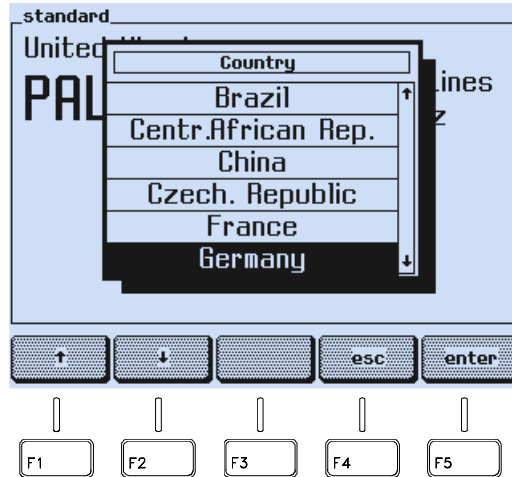 standard
United
Country
PAL
ines
z
Brazil
Centr.African Rep.
China
Czech. Republic
France
Germany
↑ ↓ esc enter
F1 F2 F3 F4 F5